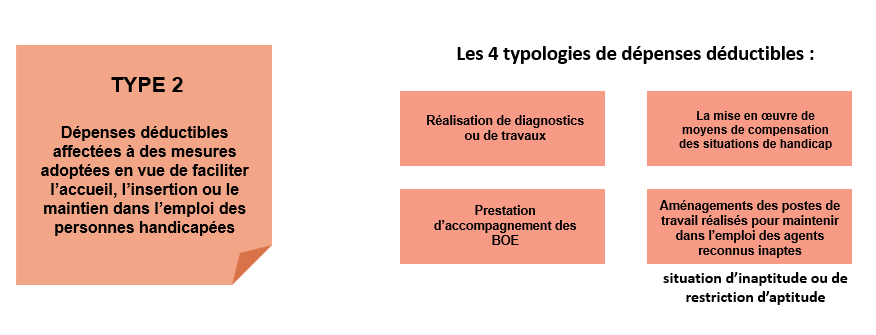 TYPE 2
Dépenses déductibles
affectées à des mesures
adoptées en vue de faciliter
l’accueil, l’insertion ou le
maintien dans l’emploi des
personnes handicapées
Les 4 typologies de dépenses déductibles :
Réalisation de diagnostics
ou de travaux
La mise en œuvre de
moyens de compensation
des situations de handicap
Prestation
d’accompagnement des
BOE
Aménagements des postes de
travail réalisés pour maintenir
dans l’emploi des agents
reconnus inaptes
situation d’inaptitude ou de
restriction d’aptitude